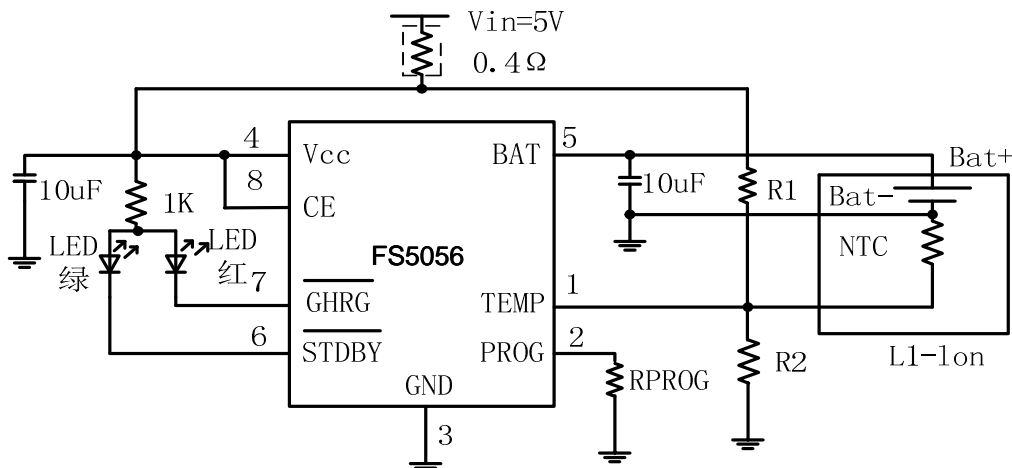 Vin=5V
0.4Ω
4
Vcc
BAT
5
Bat+
10uF
8
CE
10uF
R1
Bat-
1K
LED
绿
LED
红
FS5056
NTC
7
GHRG
TEMP
1
6
STDBY
PROG
2
RPROG
R2
L1-lon
GND
3